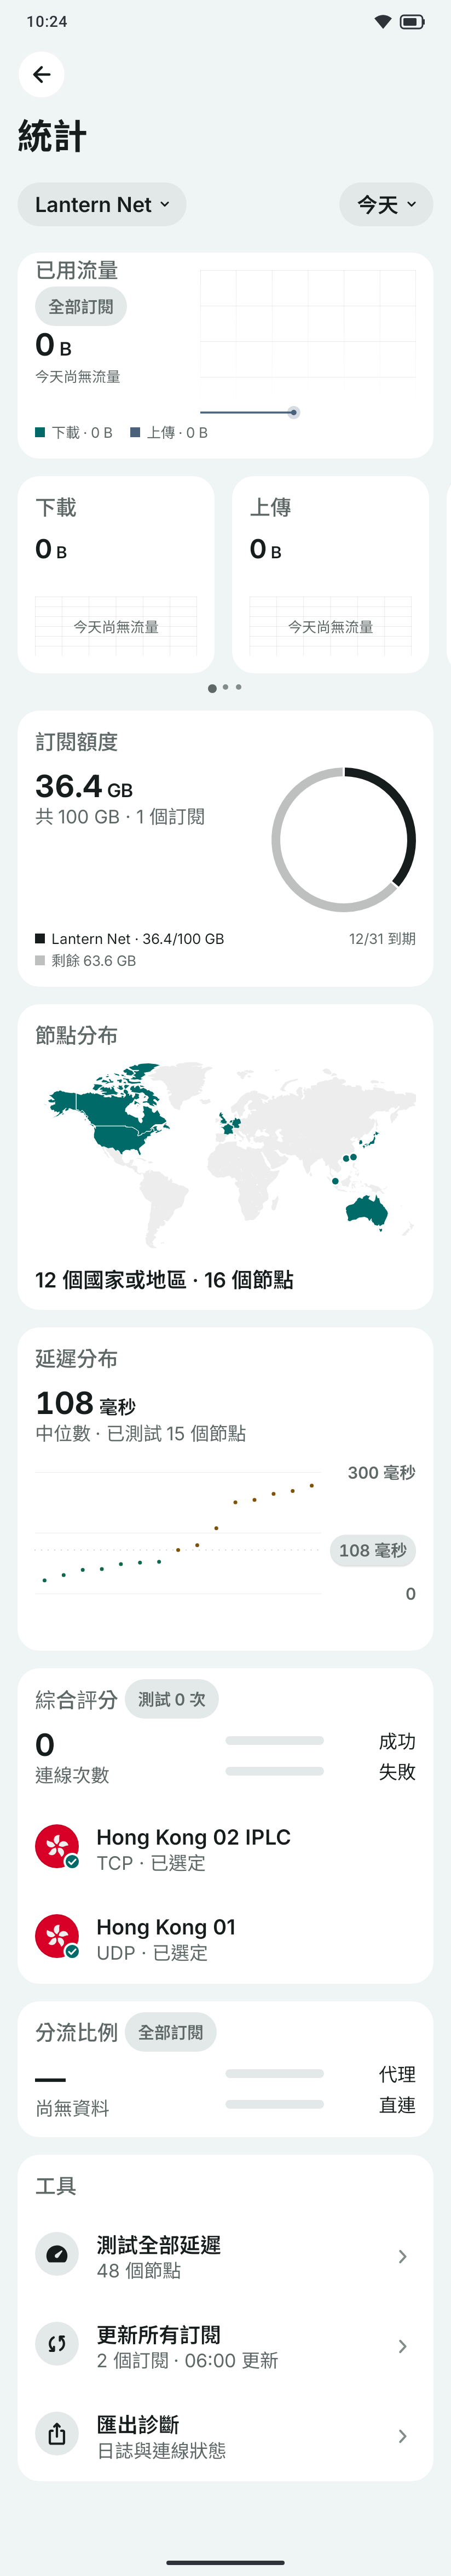 10:24
統計
Lantern Net
今天
已用流量
全部訂閱
0 B
今天尚無流量
下載 · 0 B
上傳 · 0 B
下載
上傳
0 B
0 B
今天尚無流量
今天尚無流量
訂閱額度
36.4 GB
共 100 GB · 1 個訂閱
Lantern Net · 36.4/100 GB
12/31 到期
剩餘 63.6 GB
節點分布
12 個國家或地區 · 16 個節點
延遲分布
108 毫秒
中位數 · 已測試 15 個節點
300 毫秒
108 毫秒
0
綜合評分
測試 0 次
0
成功
連線次數
失敗
Hong Kong 02 IPLC
TCP · 已選定
Hong Kong 01
UDP · 已選定
分流比例
全部訂閱
—
代理
尚無資料
直連
工具
測試全部延遲
48 個節點
更新所有訂閱
2 個訂閱 · 06:00 更新
匯出診斷
日誌與連線狀態